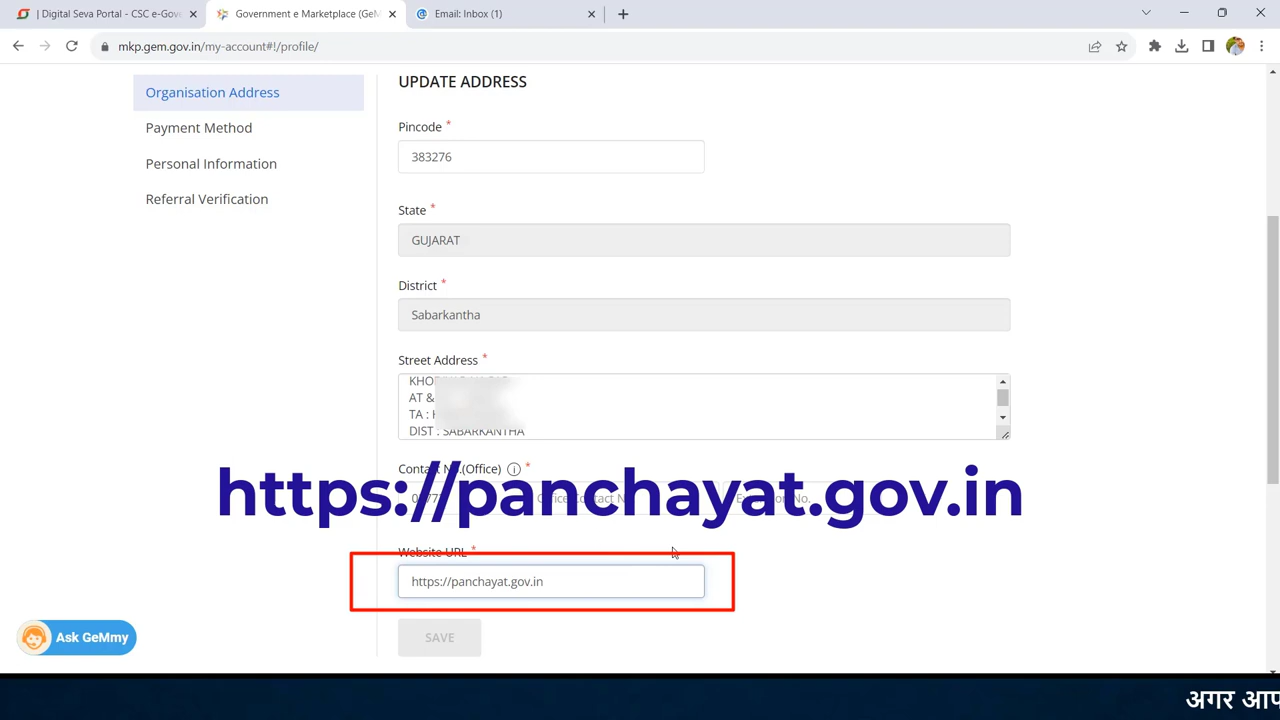 | Digital Seva Portal - CSC e-Gov
Government e Marketplace (GeM
Email: Inbox (1)
mkp.gem.gov.in/my-account#!/profile/
Organisation Address
Payment Method
Personal Information
Referral Verification
UPDATE ADDRESS
Pincode *
383276
State *
GUJARAT
District *
Sabarkantha
Street Address *
AT &
TA :
DIST : SABARKANTHA
(Office) *
https://panchayat.gov.in
Website URL *
https://panchayat.gov.in
SAVE
Ask GeMmy
अगर आप